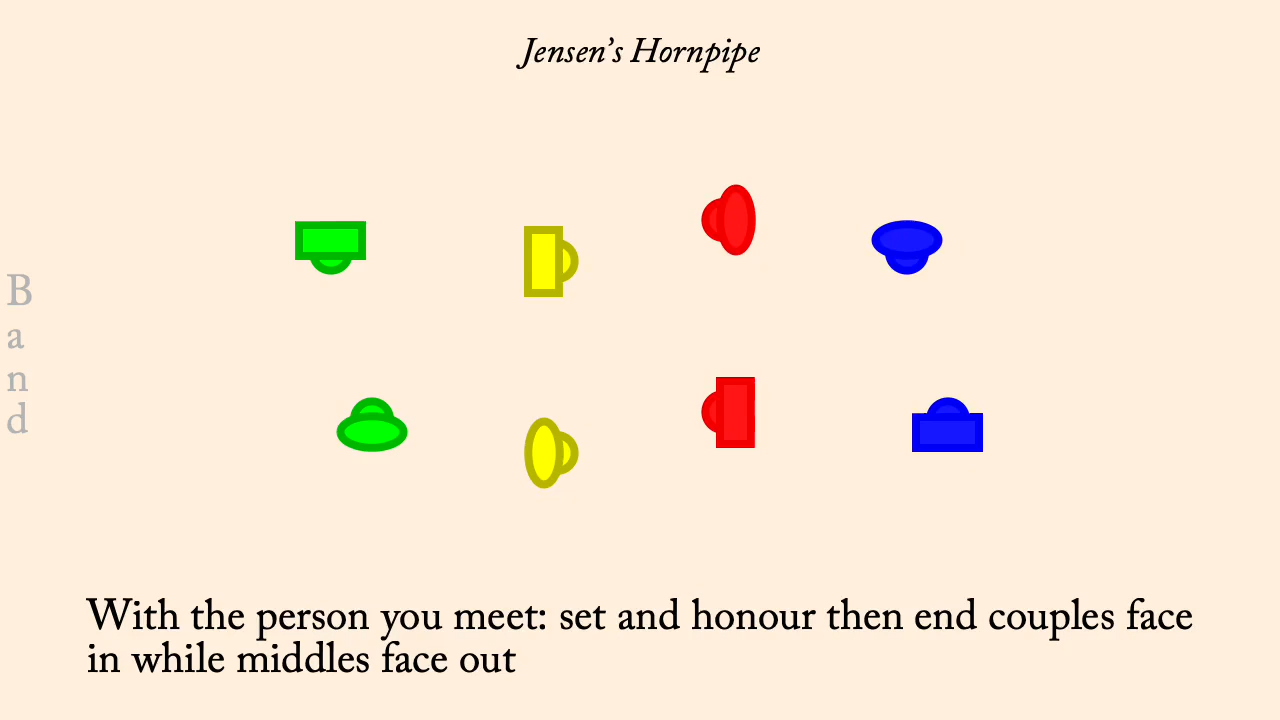 Jensen’s Hornpipe
B
a
n
d
With the person you meet: set and honour then end couples face
in while middles face out